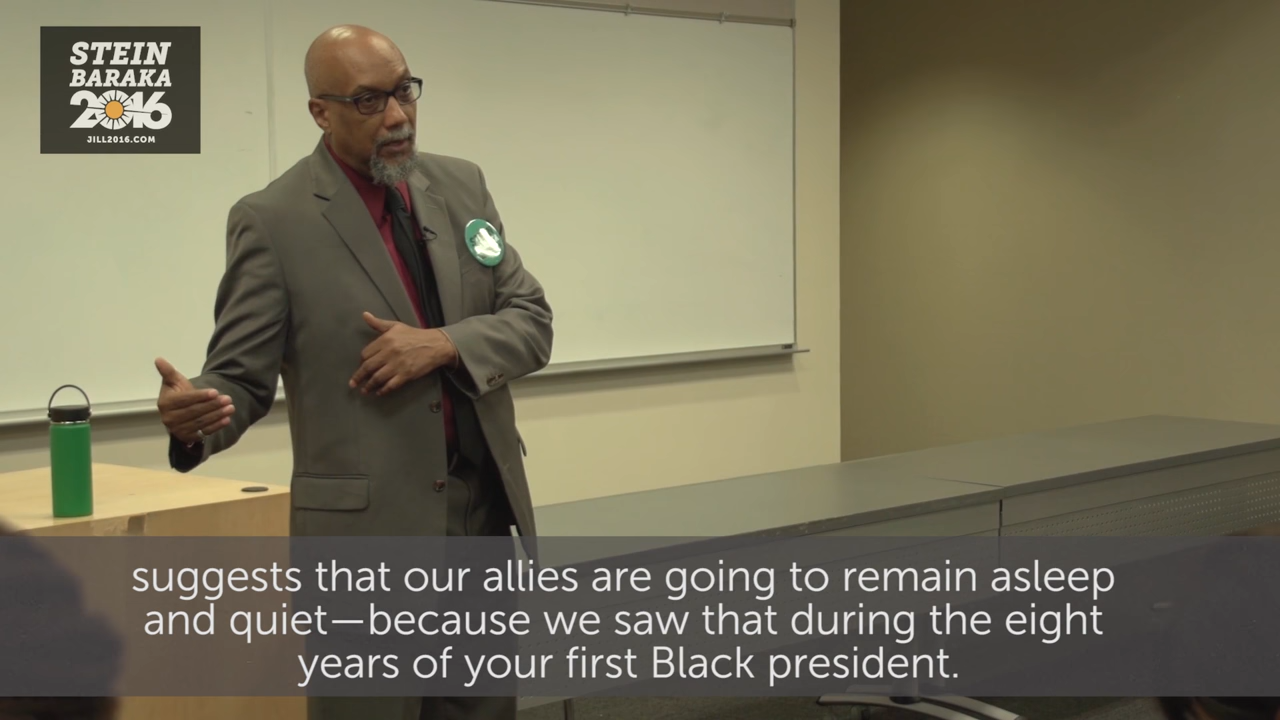 STEIN
BARAKA
2016
JILL2016.COM
suggests that our allies are going to remain asleep
and quiet—because we saw that during the eight
years of your first Black president.